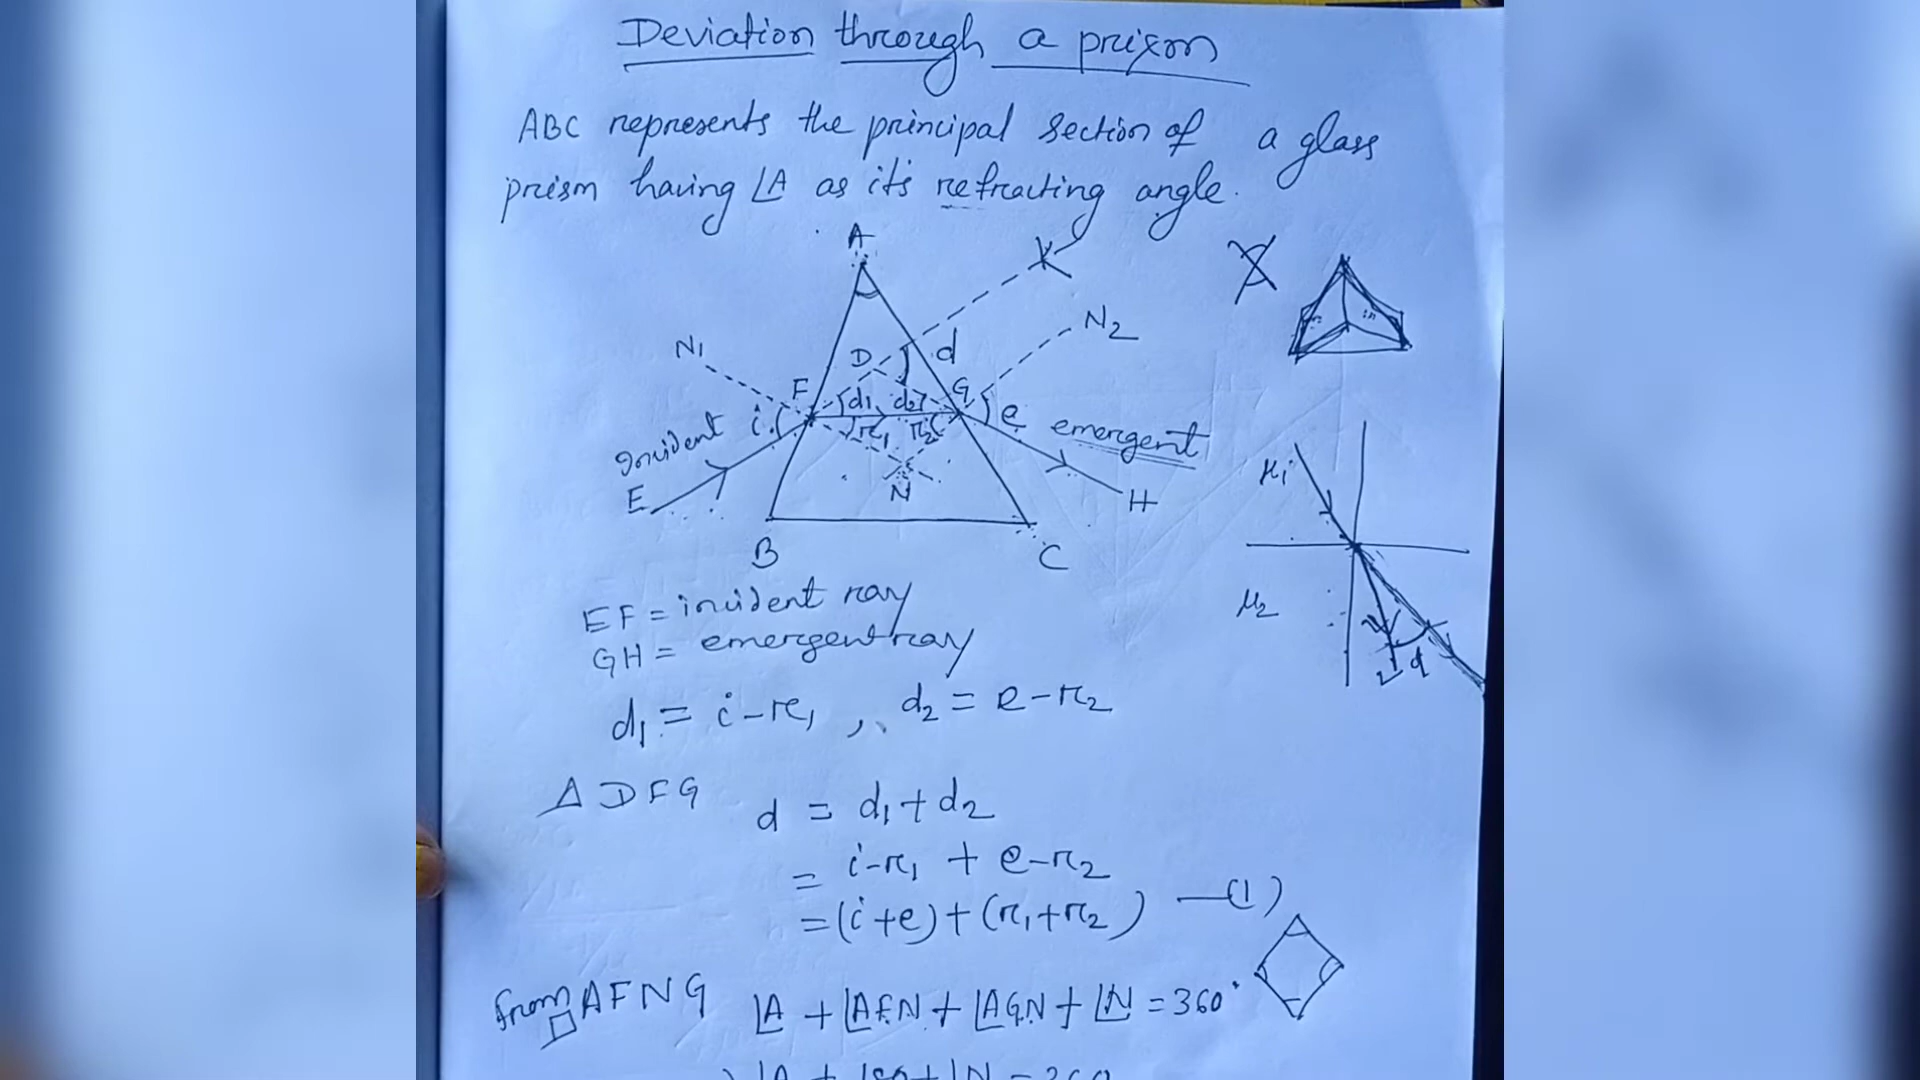 Deviation through a prism
ABC represents the principal section of a glass
prism having ∠A as its refracting angle.
A
K
N1
D
d
N2
F
d1
d2
G
Incident i
r1
r2
e emergent
E
N
H
B
C
μ1
μ2
d
EF = incident ray
GH = emergent ray
d1 = i-r1 , d2 = e-r2
Δ DFG d = d1+d2
= i-r1 + e-r2
=(i+e)+(r1+r2) —(1)
from □ AFNG ∠A + ∠AFN + ∠AGN + ∠N = 360°